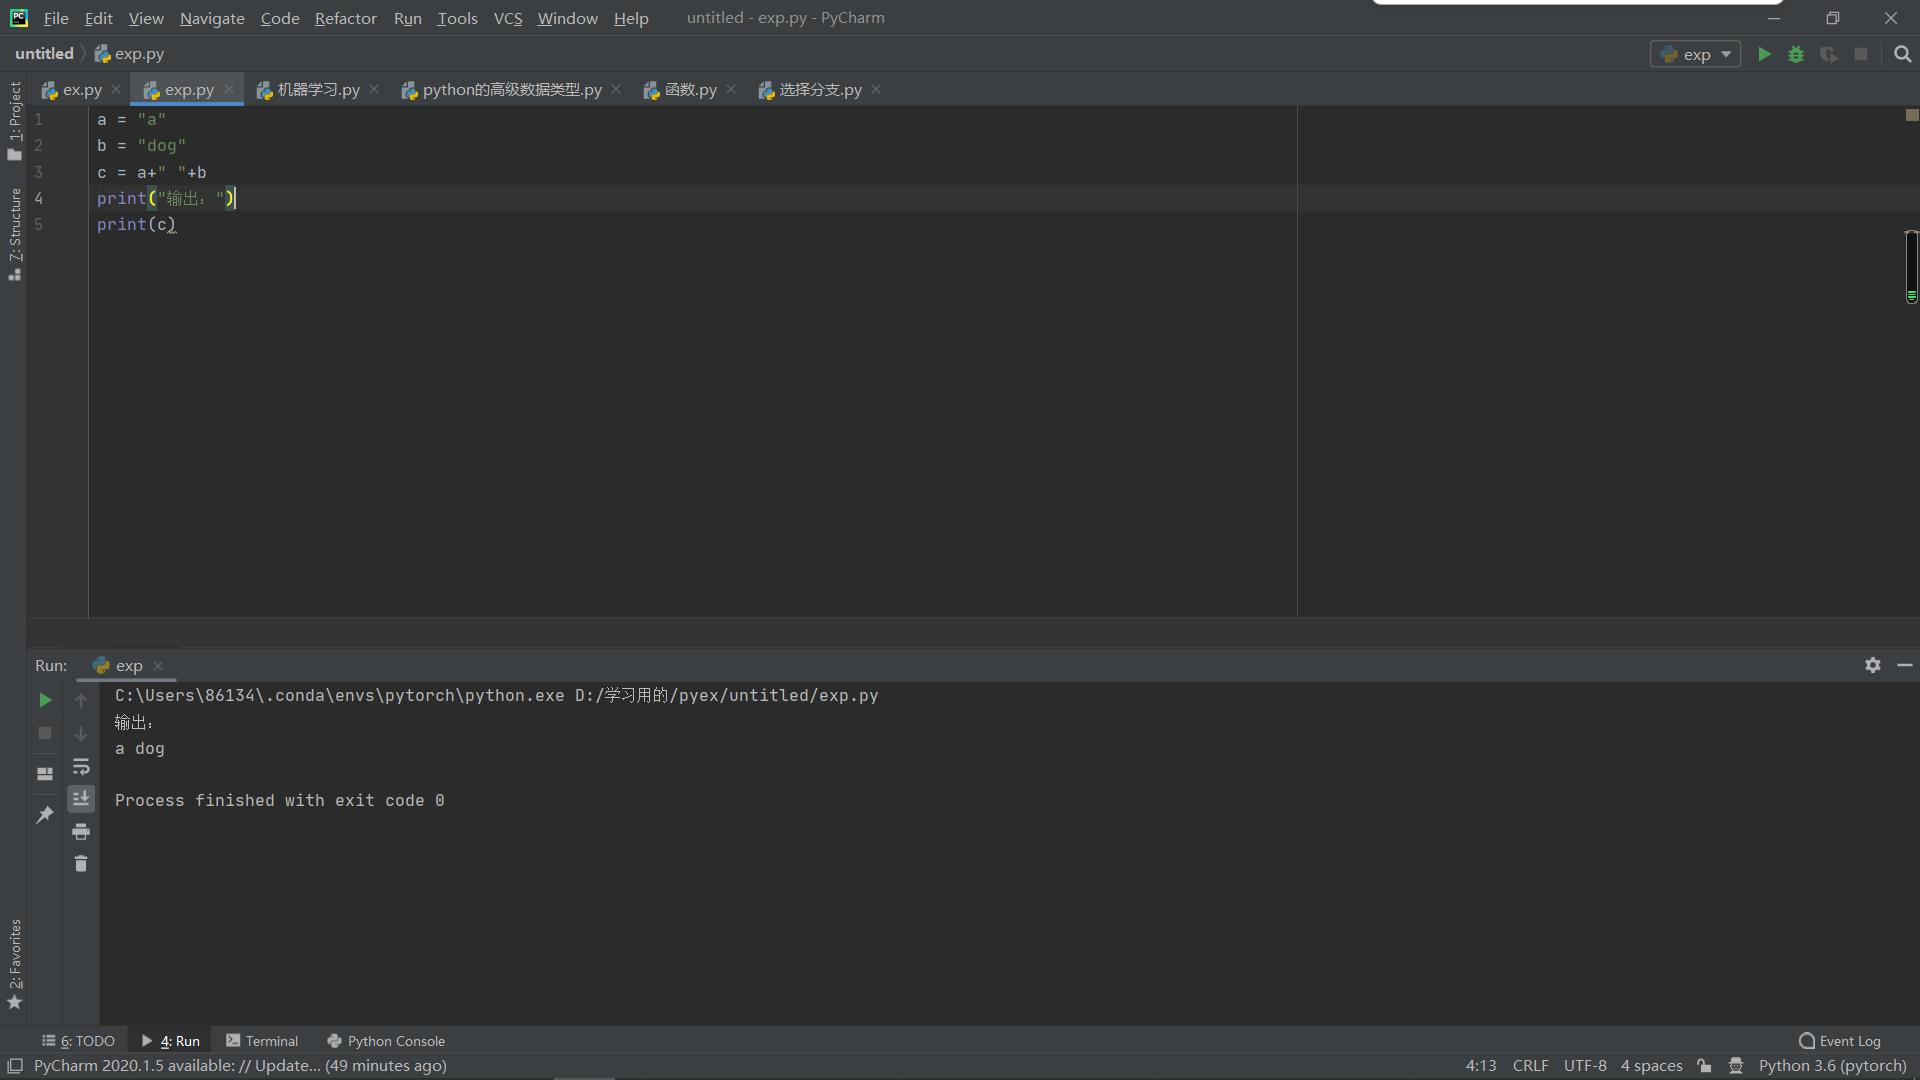 File Edit View Navigate Code Refactor Run Tools VCS Window Help untitled - exp.py - PyCharm
untitled exp.py exp
ex.py exp.py 机器学习.py python的高级数据类型.py 函数.py 选择分支.py
1: Project
7: Structure
1 a = "a"
2 b = "dog"
3 c = a+" "+b
4 print("输出：")
5 print(c)
Run: exp
C:\Users\86134\.conda\envs\pytorch\python.exe D:/学习用的/pyex/untitled/exp.py
输出：
a dog
Process finished with exit code 0
2: Favorites
6: TODO 4: Run Terminal Python Console Event Log
PyCharm 2020.1.5 available: // Update... (49 minutes ago) 4:13 CRLF UTF-8 4 spaces Python 3.6 (pytorch)